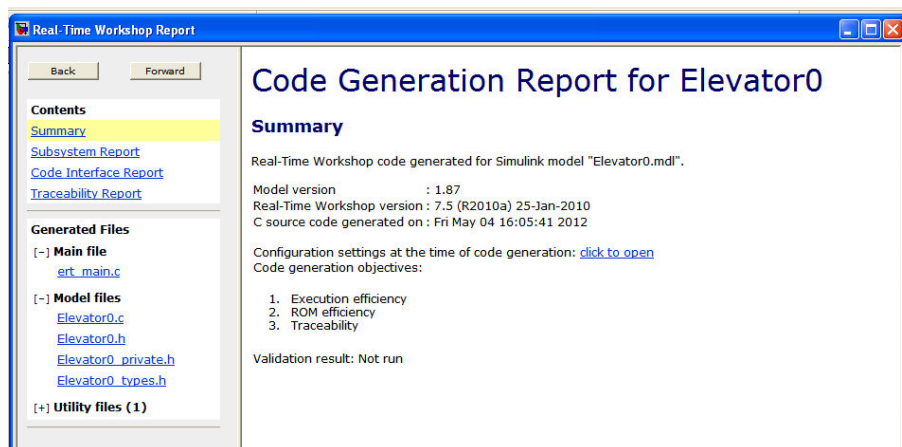 Real-Time Workshop Report
Back Forward
Contents
Summary
Subsystem Report
Code Interface Report
Traceability Report
Generated Files
[-] Main file
ert_main.c
[-] Model files
Elevator0.c
Elevator0.h
Elevator0_private.h
Elevator0_types.h
[+] Utility files (1)
Code Generation Report for Elevator0
Summary
Real-Time Workshop code generated for Simulink model "Elevator0.mdl".
Model version : 1.87
Real-Time Workshop version : 7.5 (R2010a) 25-Jan-2010
C source code generated on : Fri May 04 16:05:41 2012
Configuration settings at the time of code generation: click to open
Code generation objectives:
1. Execution efficiency
2. ROM efficiency
3. Traceability
Validation result: Not run